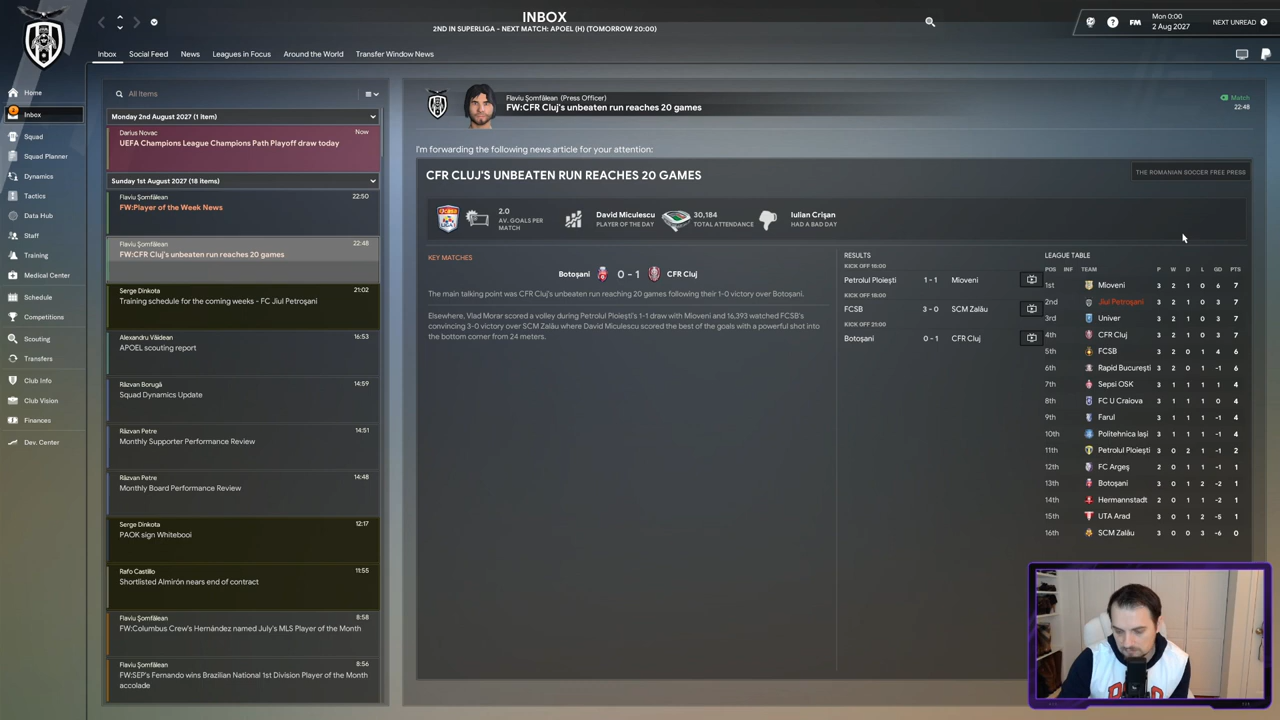 INBOX
2ND IN SUPERLIGA - NEXT MATCH: APOEL (H) (TOMORROW 20:00)
FM
Mon 0:00
2 Aug 2027
NEXT UNREAD
Inbox
Social Feed
News
Leagues in Focus
Around the World
Transfer Window News
Home
Inbox
Squad
Squad Planner
Dynamics
Tactics
Data Hub
Staff
Training
Medical Center
Schedule
Competitions
Scouting
Transfers
Club Info
Club Vision
Finances
Dev. Center
All Items
Monday 2nd August 2027 (1 Item)
Darius Novac Now
UEFA Champions League Champions Path Playoff draw today
Sunday 1st August 2027 (18 Items)
Flaviu Șomfălean 22:50
FW:Player of the Week News
Flaviu Șomfălean 22:48
FW:CFR Cluj's unbeaten run reaches 20 games
Serge Dinkota 21:02
Training schedule for the coming weeks - FC Jiul Petroşani
Alexandru Văidean 16:53
APOEL scouting report
Răzvan Borugă 14:59
Squad Dynamics Update
Răzvan Petre 14:51
Monthly Supporter Performance Review
Răzvan Petre 14:48
Monthly Board Performance Review
Serge Dinkota 12:17
PAOK sign Whitebooi
Rafo Castillo 11:55
Shortlisted Almirón nears end of contract
Flaviu Șomfălean 8:58
FW:Columbus Crew's Hernández named July's MLS Player of the Month
Flaviu Șomfălean 8:56
FW:SEP's Fernando wins Brazilian National 1st Division Player of the Month
accolade
Flaviu Șomfălean (Press Officer)
FW:CFR Cluj's unbeaten run reaches 20 games
Match
22:48
I'm forwarding the following news article for your attention:
CFR CLUJ'S UNBEATEN RUN REACHES 20 GAMES
THE ROMANIAN SOCCER FREE PRESS
2.0
AV. GOALS PER
MATCH
David Miculescu
PLAYER OF THE DAY
30,184
TOTAL ATTENDANCE
Iulian Crişan
HAD A BAD DAY
KEY MATCHES
Botoşani 0 - 1 CFR Cluj
The main talking point was CFR Cluj's unbeaten run reaching 20 games following their 1-0 victory over Botoşani.
Elsewhere, Vlad Morar scored a volley during Petrolul Ploieşti's 1-1 draw with Mioveni and 16,393 watched FCSB's
convincing 3-0 victory over SCM Zalău where David Miculescu scored the best of the goals with a powerful shot into
the bottom corner from 24 meters.
RESULTS
KICK OFF 16:00
Petrolul Ploieşti 1 - 1 Mioveni
KICK OFF 18:00
FCSB 3 - 0 SCM Zalău
KICK OFF 21:00
Botoşani 0 - 1 CFR Cluj
LEAGUE TABLE
POS INF TEAM P W D L GD PTS
1st Mioveni 3 2 1 0 6 7
2nd Jiul Petroşani 3 2 1 0 3 7
3rd Univer 3 2 1 0 3 7
4th CFR Cluj 3 2 1 0 3 7
5th FCSB 3 2 0 1 4 6
6th Rapid Bucureşti 3 2 0 1 -1 6
7th Sepsi OSK 3 1 1 1 1 4
8th FC U Craiova 3 1 1 1 0 4
9th Farul 3 1 1 1 -1 4
10th Politehnica Iaşi 3 1 1 1 -1 4
11th Petrolul Ploieşti 3 0 2 1 -1 2
12th FC Argeş 2 0 1 1 -1 1
13th Botoşani 3 0 1 2 -2 1
14th Hermannstadt 2 0 1 1 -2 1
15th UTA Arad 3 0 1 2 -5 1
16th SCM Zalău 3 0 0 3 -6 0